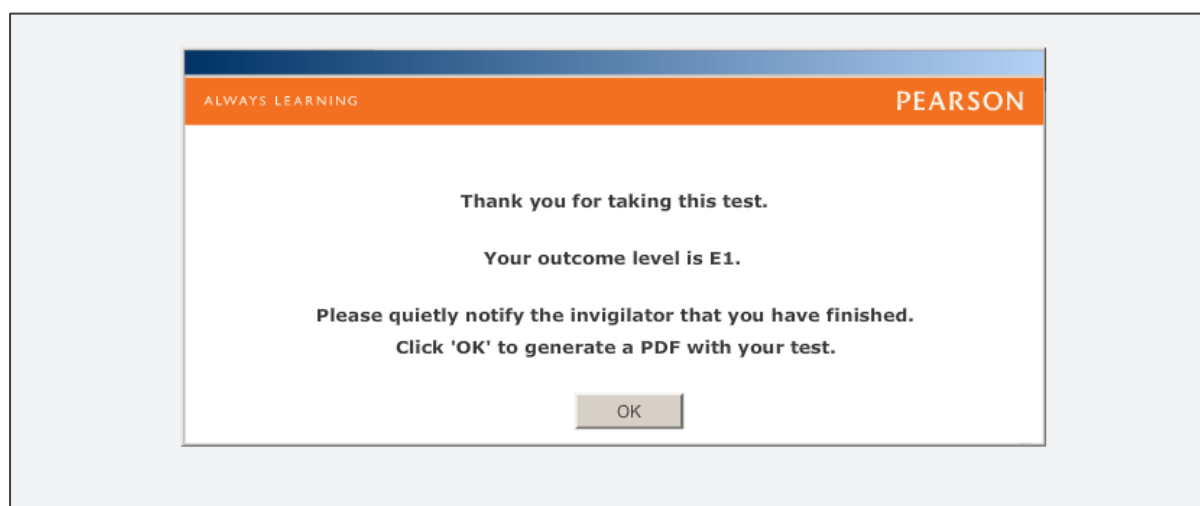 ALWAYS LEARNING
PEARSON
Thank you for taking this test.
Your outcome level is E1.
Please quietly notify the invigilator that you have finished.
Click 'OK' to generate a PDF with your test.
OK